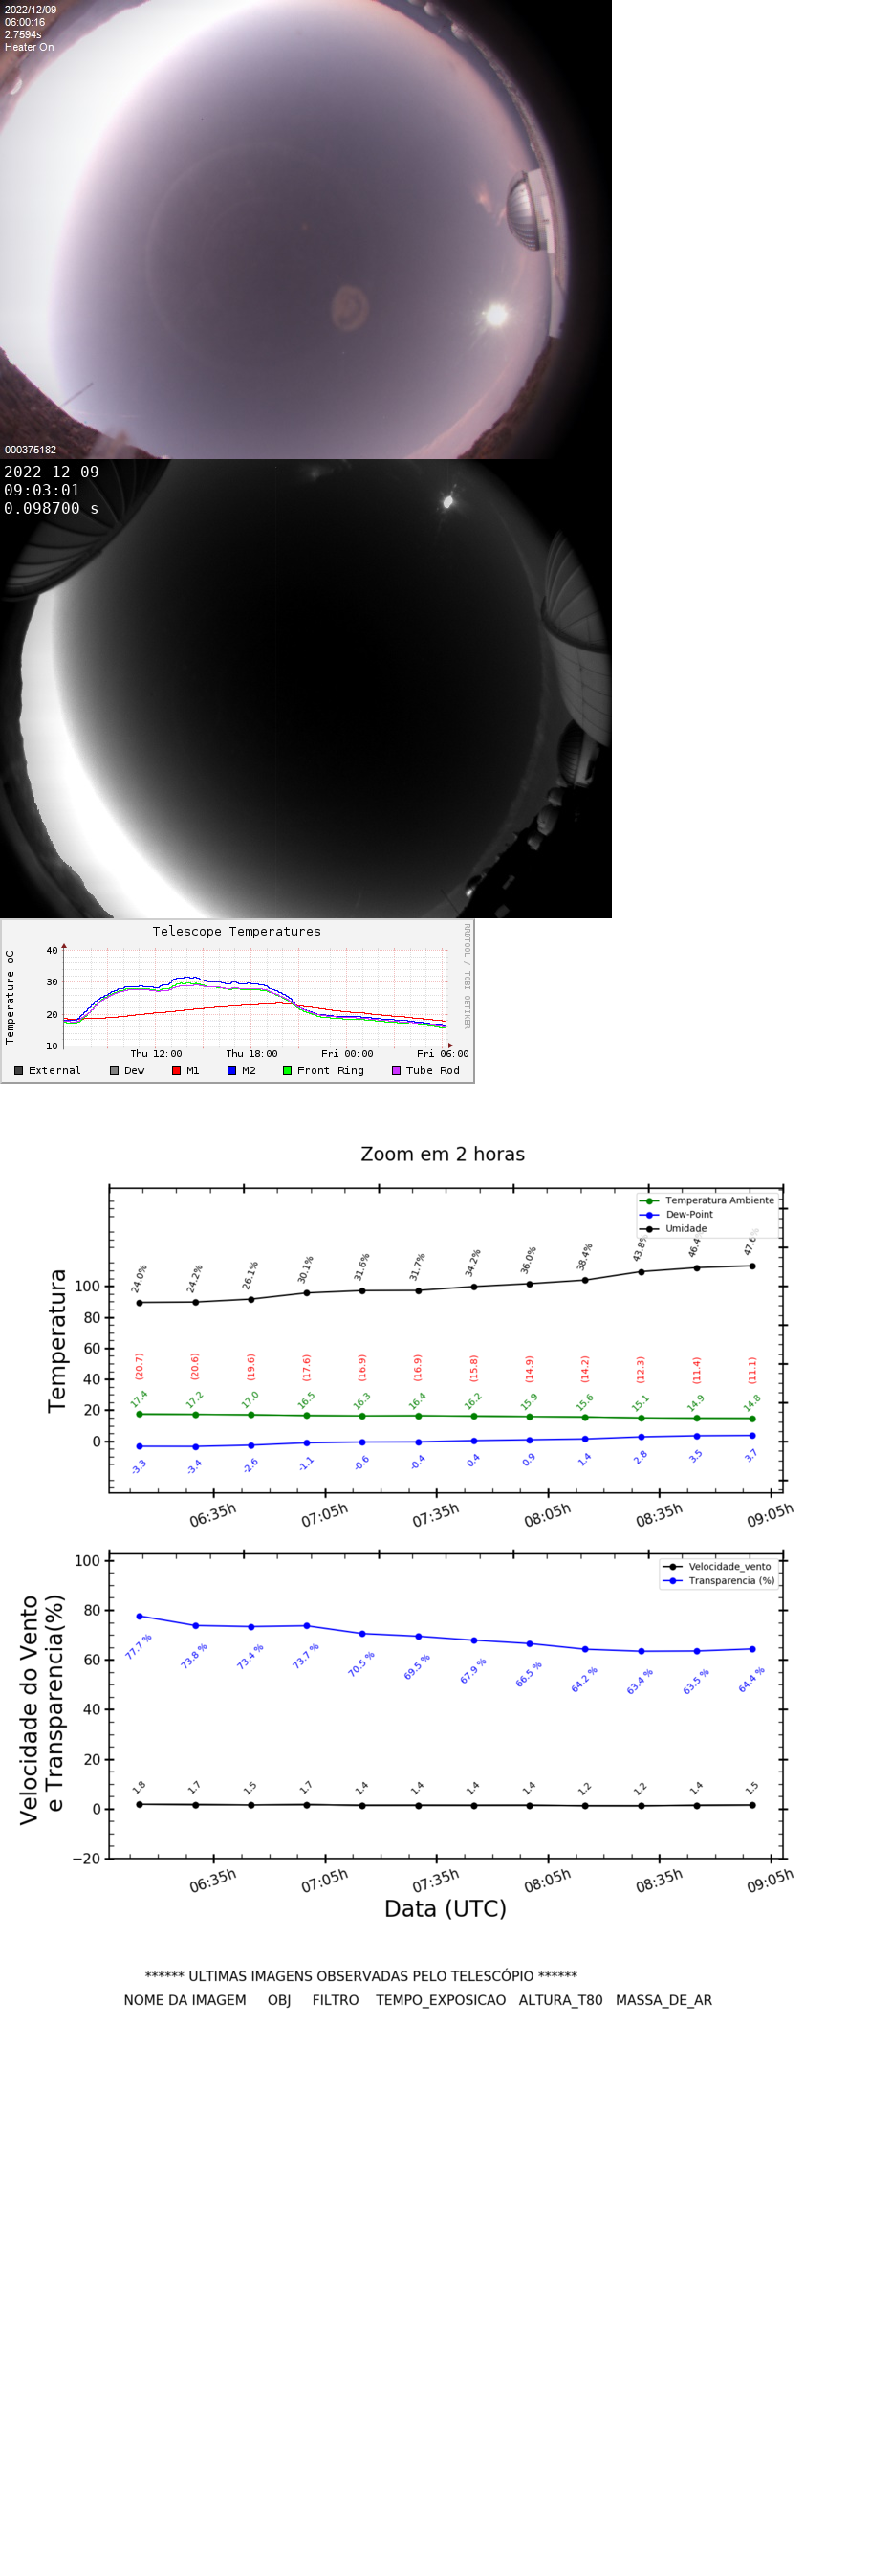 2022/12/09
06:00:16
2.7594s
Heater On
000375182
2022-12-09
09:03:01
0.098700 s
Telescope Temperatures
RRDTOOL / TOBI OETIKER
Temperature oC
40
30
20
10
Thu 12:00 Thu 18:00 Fri 00:00 Fri 06:00
External Dew M1 M2 Front Ring Tube Rod
Zoom em 2 horas
Temperatura Ambiente
Dew-Point
Umidade
Temperatura
100
80
60
40
20
0
24.0% 24.2% 26.1% 30.1% 31.6% 31.7% 34.2% 36.0% 38.4% 43.8% 46.4% 47.6%
(20.7) (20.6) (19.6) (17.6) (16.9) (16.9) (15.8) (14.9) (14.2) (12.3) (11.4) (11.1)
17.4 17.2 17.0 16.5 16.3 16.4 16.2 15.9 15.6 15.1 14.9 14.8
-3.3 -3.4 -2.6 -1.1 -0.6 -0.4 0.4 0.9 1.4 2.8 3.5 3.7
06:35h 07:05h 07:35h 08:05h 08:35h 09:05h
Velocidade_vento
Transparencia (%)
Velocidade do Vento
e Transparencia(%)
100
80
60
40
20
0
−20
77.7 % 73.8 % 73.4 % 73.7 % 70.5 % 69.5 % 67.9 % 66.5 % 64.2 % 63.4 % 63.5 % 64.4 %
1.8 1.7 1.5 1.7 1.4 1.4 1.4 1.4 1.2 1.2 1.4 1.5
06:35h 07:05h 07:35h 08:05h 08:35h 09:05h
Data (UTC)
****** ULTIMAS IMAGENS OBSERVADAS PELO TELESCÓPIO ******
NOME DA IMAGEM OBJ FILTRO TEMPO_EXPOSICAO ALTURA_T80 MASSA_DE_AR